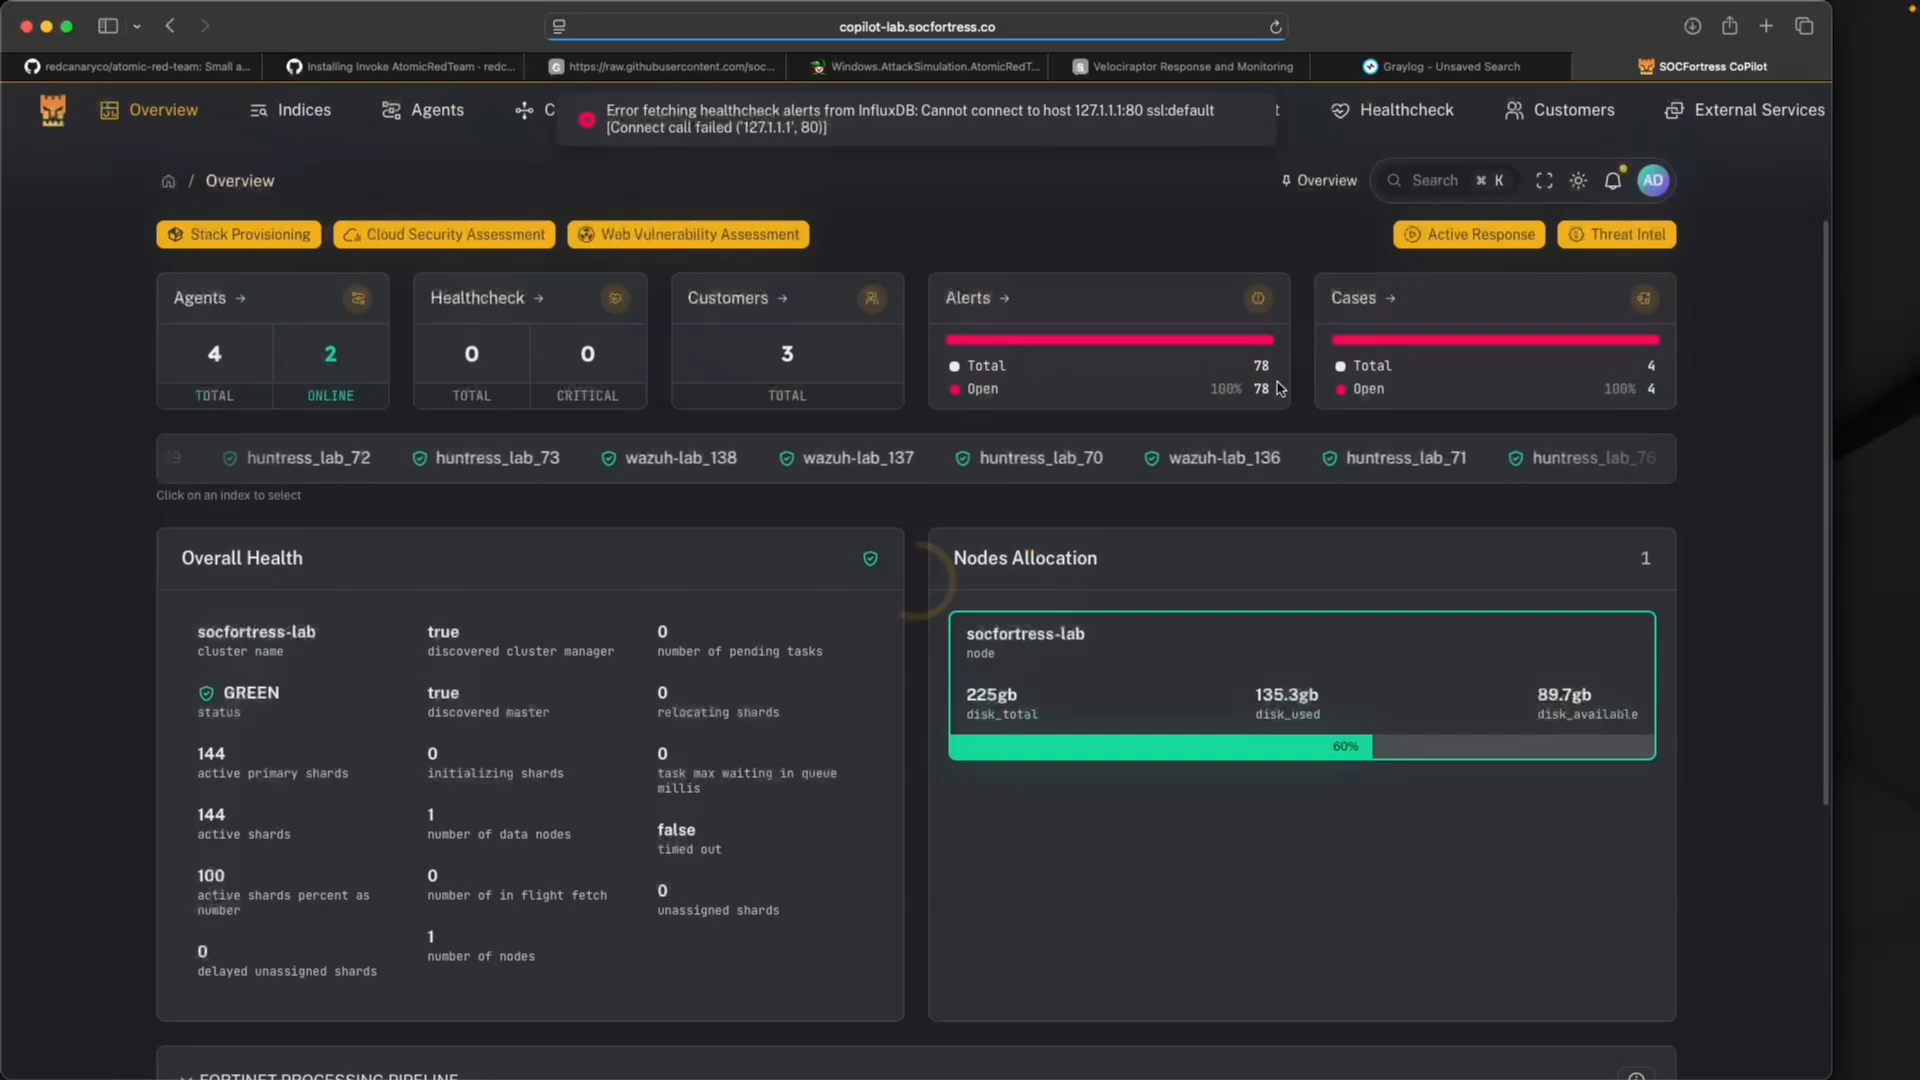 copilot-lab.socfortress.co
redcanaryco/atomic-red-team: Small a...
Installing Invoke AtomicRedTeam · redc...
https://raw.githubusercontent.com/soc...
Windows.AttackSimulation.AtomicRedT...
Velociraptor Response and Monitoring
Graylog - Unsaved Search
SOCFortress CoPilot
Overview
Indices
Agents
C
Error fetching healthcheck alerts from InfluxDB: Cannot connect to host 127.1.1.1:80 ssl:default
[Connect call failed ('127.1.1.1', 80)]
t
Healthcheck
Customers
External Services
/ Overview
Overview
Search ⌘ K
AD
Stack Provisioning
Cloud Security Assessment
Web Vulnerability Assessment
Active Response
Threat Intel
Agents →
4
TOTAL
2
ONLINE
Healthcheck →
0
TOTAL
0
CRITICAL
Customers →
3
TOTAL
Alerts →
Total 78
Open 100% 78
Cases →
Total 4
Open 100% 4
huntress_lab_72
huntress_lab_73
wazuh-lab_138
wazuh-lab_137
huntress_lab_70
wazuh-lab_136
huntress_lab_71
huntress_lab_76
Click on an index to select
Overall Health
socfortress-lab
cluster name
GREEN
status
144
active primary shards
144
active shards
100
active shards percent as
number
0
delayed unassigned shards
true
discovered cluster manager
true
discovered master
0
initializing shards
1
number of data nodes
0
number of in flight fetch
1
number of nodes
0
number of pending tasks
0
relocating shards
0
task max waiting in queue
millis
false
timed out
0
unassigned shards
Nodes Allocation
1
socfortress-lab
node
225gb
disk_total
135.3gb
disk_used
89.7gb
disk_available
60%
FORTINET PROCESSING PIPELINE